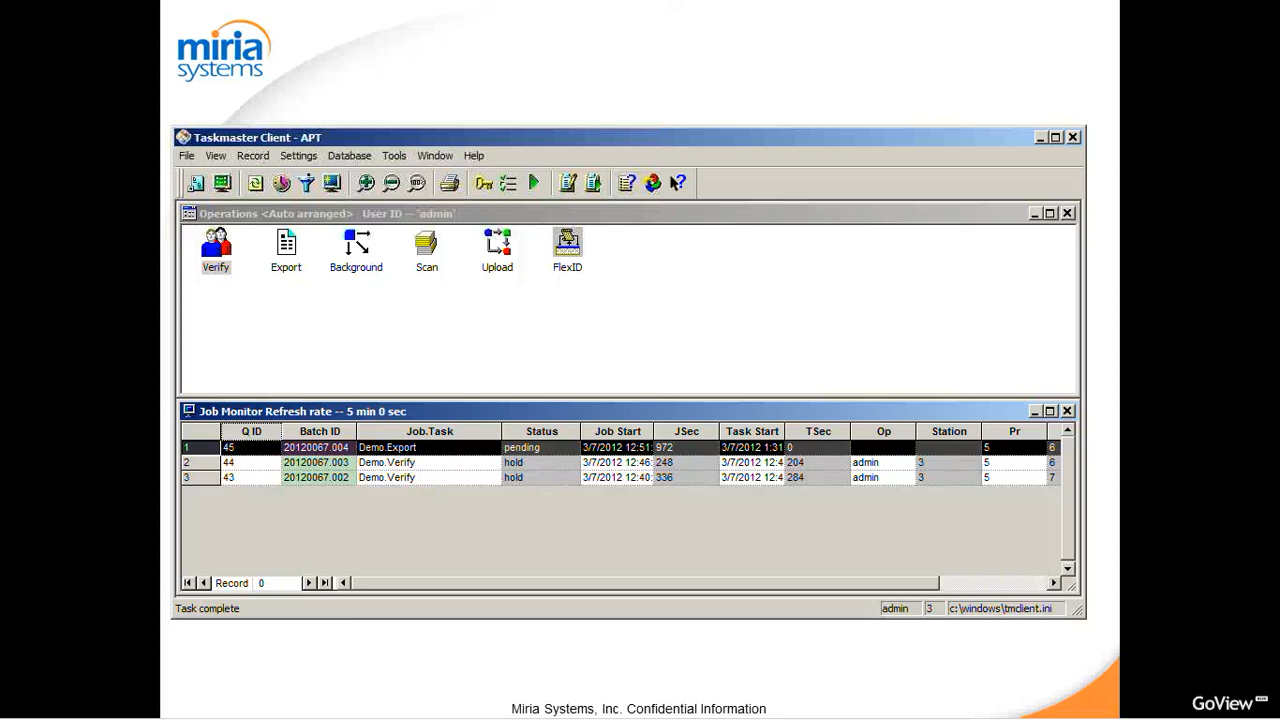 miria
systems
Taskmaster Client - APT
File View Record Settings Database Tools Window Help
Operations <Auto arranged> User ID -- 'admin'
Verify Export Background Scan Upload FlexID
Job Monitor Refresh rate -- 5 min 0 sec
Q ID Batch ID Job.Task Status Job Start JSec Task Start TSec Op Station Pr
1 45 20120067.004 Demo.Export pending 3/7/2012 12:51: 972 3/7/2012 1:31 0 5 6
2 44 20120067.003 Demo.Verify hold 3/7/2012 12:46: 248 3/7/2012 12:4 204 admin 3 5 6
3 43 20120067.002 Demo.Verify hold 3/7/2012 12:40: 336 3/7/2012 12:4 284 admin 3 5 7
Record 0
Task complete admin 3 c:\windows\tmclient.ini
Miria Systems, Inc. Confidential Information
GoView